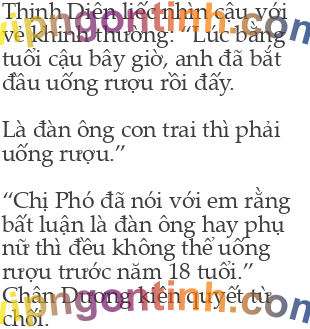 Thịnh Diên liếc nhìn cậu với
vẻ khinh thường: “Lúc bằng
tuổi cậu bây giờ, anh đã bắt
đầu uống rượu rồi đấy.
Là đàn ông con trai thì phải
uống rượu.”
“Chị Phó đã nói với em rằng
bất luận là đàn ông hay phụ
nữ thì đều không thể uống
rượu trước năm 18 tuổi.”
Chân Dương kiên quyết từ
chối.
vipngontinh.com
vipngontinh.com